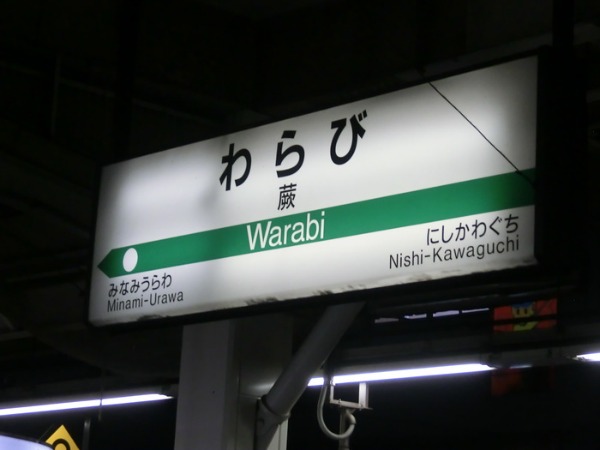 わらび
蕨
Warabi
みなみうらわ
Minami-Urawa
にしかわぐち
Nishi-Kawaguchi